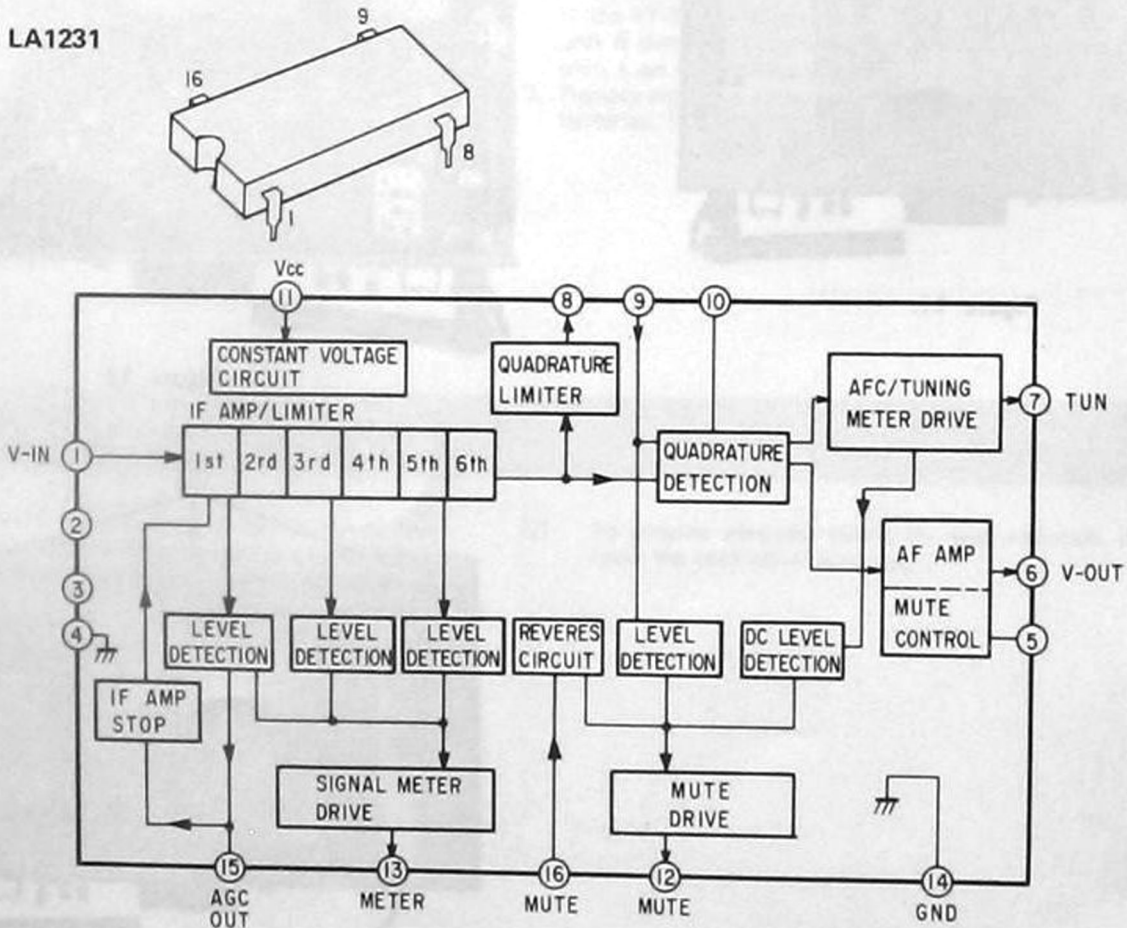 LA1231
9
16
8
1
Vcc
11
8
9
10
CONSTANT VOLTAGE
CIRCUIT
QUADRATURE
LIMITER
AFC/TUNING
METER DRIVE
7
TUN
IF AMP/LIMITER
V-IN
1
1st
2rd
3rd
4th
5th
6th
QUADRATURE
DETECTION
2
3
4
AF AMP
6
V-OUT
MUTE
CONTROL
5
LEVEL
DETECTION
LEVEL
DETECTION
LEVEL
DETECTION
REVERES
CIRCUIT
LEVEL
DETECTION
DC LEVEL
DETECTION
IF AMP
STOP
SIGNAL METER
DRIVE
MUTE
DRIVE
15
13
16
12
14
AGC
OUT
METER
MUTE
MUTE
GND